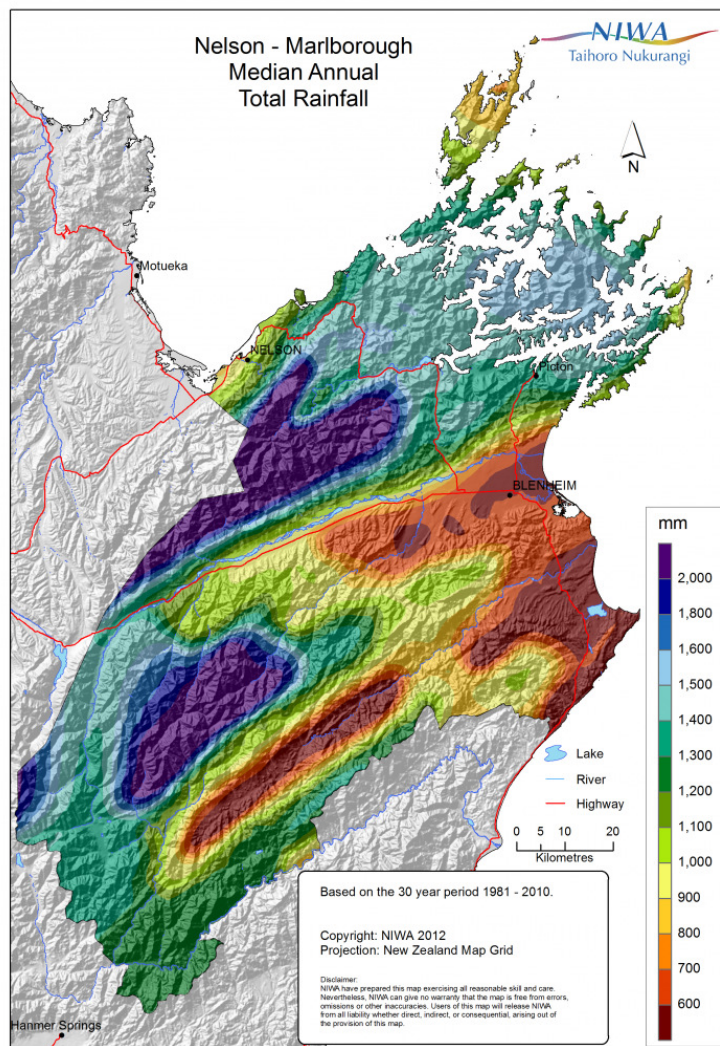 Nelson - Marlborough
Median Annual
Total Rainfall
NIWA
Taihoro Nukurangi
N
Motueka
NELSON
Picton
BLENHEIM
mm
2,000
1,800
1,600
1,500
1,400
1,300
1,200
1,100
1,000
900
800
700
600
Lake
River
Highway
0 5 10 20
Kilometres
Based on the 30 year period 1981 - 2010.
Copyright: NIWA 2012
Projection: New Zealand Map Grid
Disclaimer:
NIWA have prepared this map exercising all reasonable skill and care.
Nevertheless, NIWA can give no warranty that the map is free from errors,
omissions or other inaccuracies. Users of this map will release NIWA
from all liability whether direct, indirect, or consequential, arising out of
the provision of this map.
Hanmer Springs